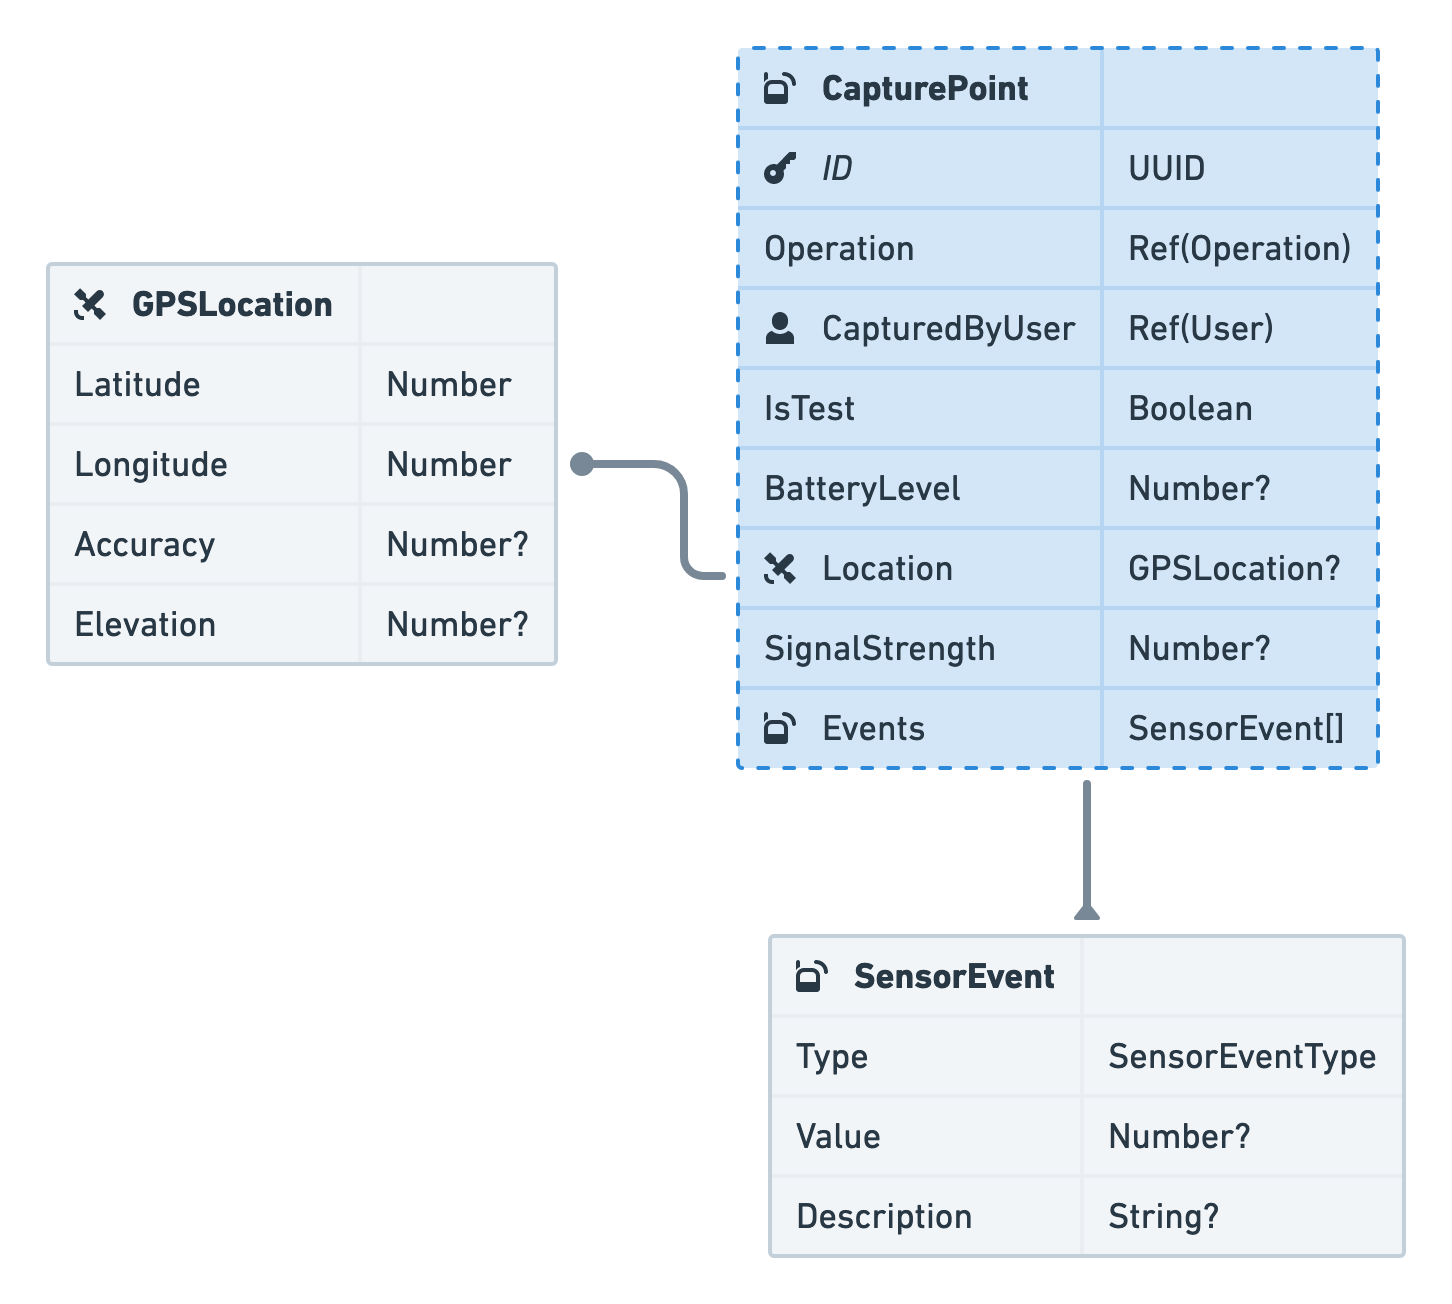 CapturePoint
ID UUID
Operation Ref(Operation)
CapturedByUser Ref(User)
IsTest Boolean
BatteryLevel Number?
Location GPSLocation?
SignalStrength Number?
Events SensorEvent[]
GPSLocation
Latitude Number
Longitude Number
Accuracy Number?
Elevation Number?
SensorEvent
Type SensorEventType
Value Number?
Description String?